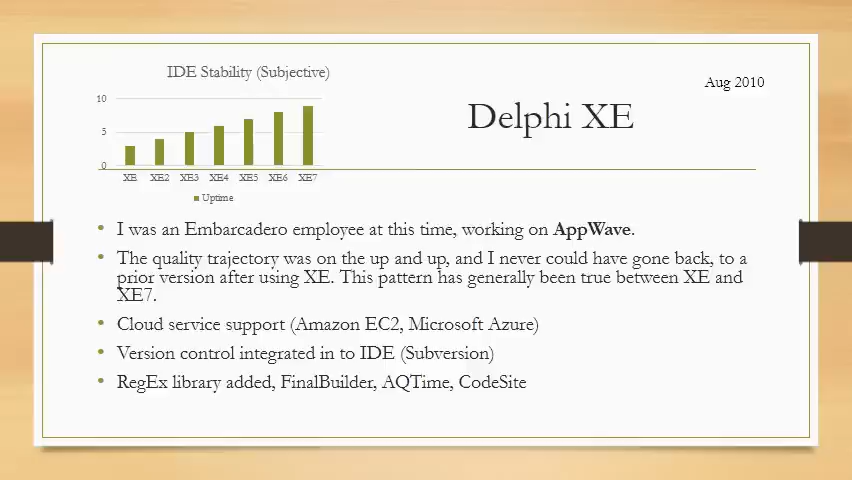 IDE Stability (Subjective)
10
5
0
XE XE2 XE3 XE4 XE5 XE6 XE7
Uptime
Aug 2010
Delphi XE
• I was an Embarcadero employee at this time, working on AppWave.
• The quality trajectory was on the up and up, and I never could have gone back, to a
prior version after using XE. This pattern has generally been true between XE and
XE7.
• Cloud service support (Amazon EC2, Microsoft Azure)
• Version control integrated in to IDE (Subversion)
• RegEx library added, FinalBuilder, AQTime, CodeSite